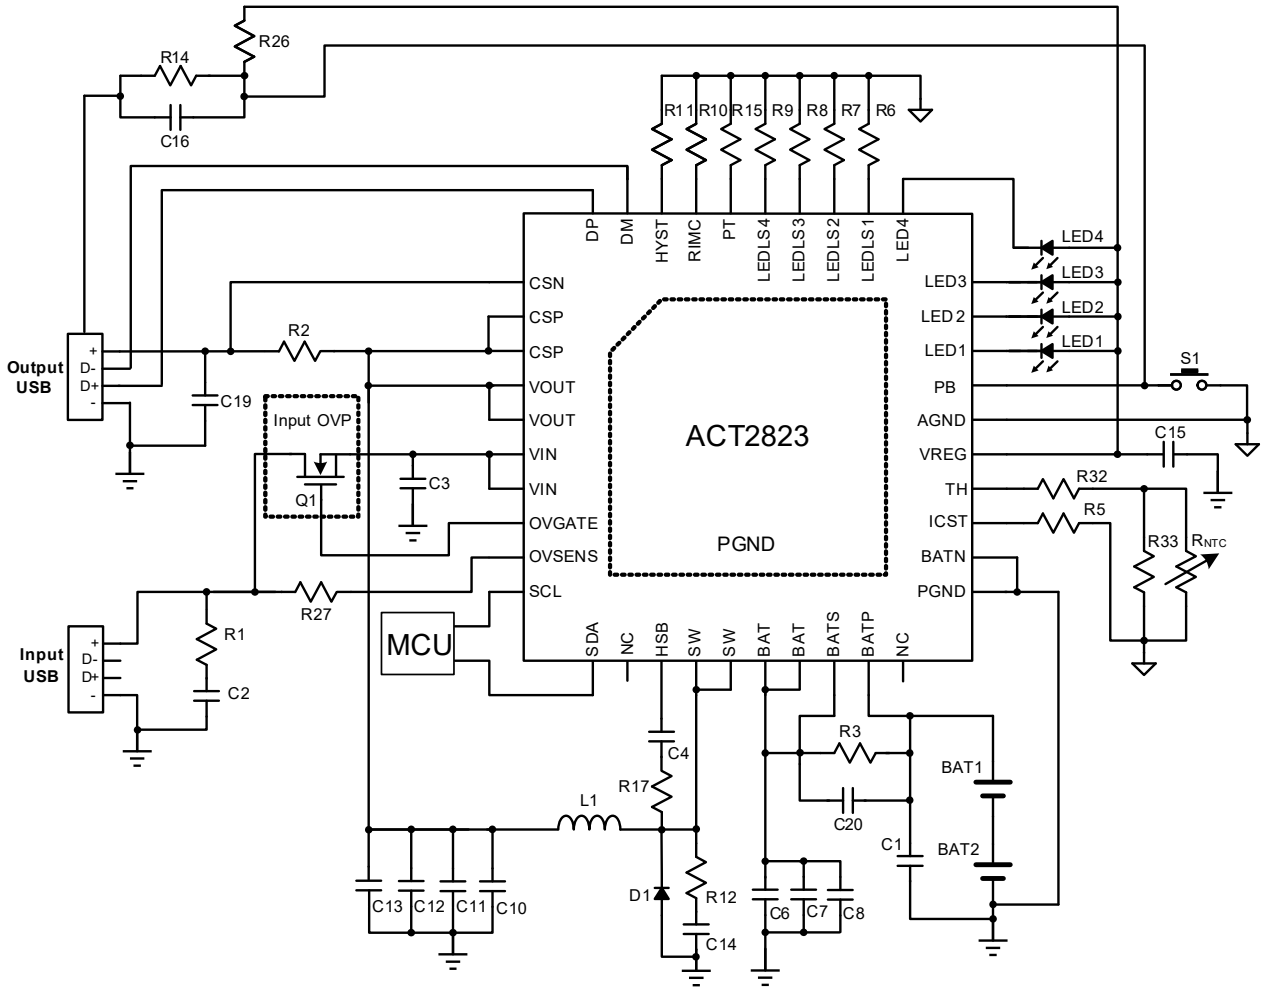 R26
R14
C16
R11
R10
R15
R9
R8
R7
R6
DP
DM
HYST
RIMC
PT
LEDLS4
LEDLS3
LEDLS2
LEDLS1
LED4
LED4
LED3
LED2
LED1
CSN
CSP
CSP
VOUT
VOUT
VIN
VIN
OVGATE
OVSENS
SCL
LED3
LED2
LED1
PB
AGND
VREG
TH
ICST
BATN
PGND
R2
Output
USB
+
D-
D+
-
C19
Input OVP
Q1
C3
ACT2823
PGND
S1
C15
R32
R5
R33
RNTC
R27
R1
C2
Input
USB
+
D-
D+
-
MCU
SDA
NC
HSB
SW
SW
BAT
BAT
BATS
BATP
NC
C4
R17
L1
R3
C20
BAT1
BAT2
C1
C13
C12
C11
C10
D1
R12
C14
C6
C7
C8